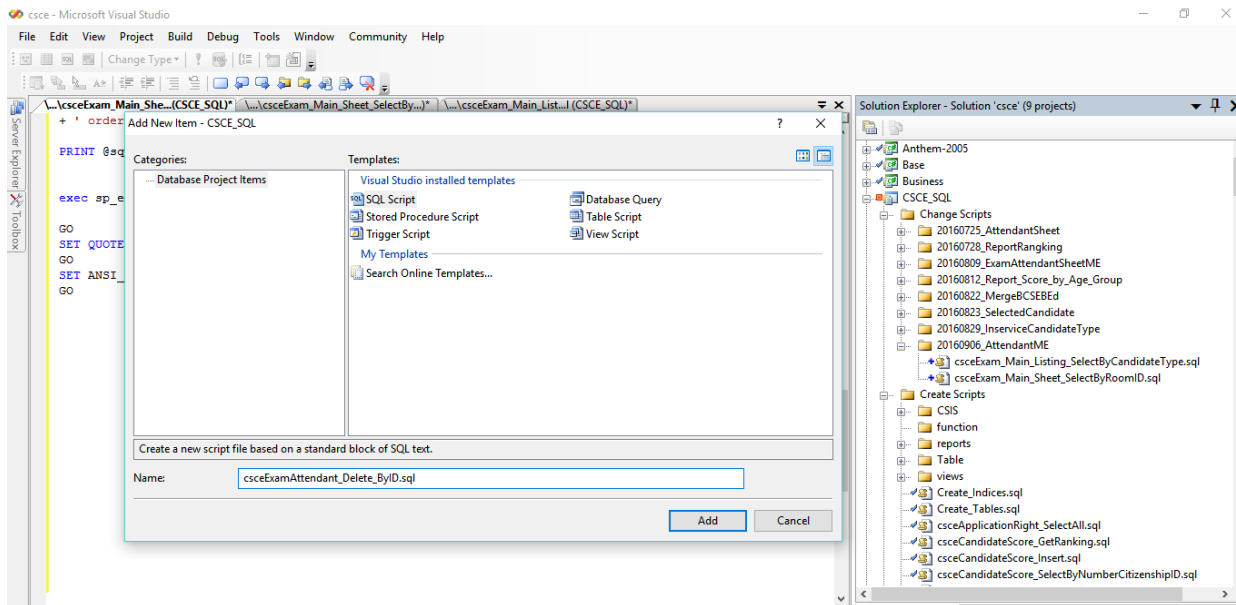 csce - Microsoft Visual Studio
File Edit View Project Build Debug Tools Window Community Help
Change Type
\...\csceExam_Main_She...(CSCE_SQL)* \...\csceExam_Main_Sheet_SelectBy...)* \...\csceExam_Main_List...l (CSCE_SQL)*
Server Explorer
Toolbox
+ ' order
PRINT @sq
exec sp_e
GO
SET QUOTE
GO
SET ANSI_
GO
Add New Item - CSCE_SQL
Categories:
Database Project Items
Templates:
Visual Studio installed templates
SQL Script
Database Query
Stored Procedure Script
Table Script
Trigger Script
View Script
My Templates
Search Online Templates...
Create a new script file based on a standard block of SQL text.
Name: csceExamAttendant_Delete_ByID.sql
Add Cancel
Solution Explorer - Solution 'csce' (9 projects)
Anthem-2005
Base
Business
CSCE_SQL
Change Scripts
20160725_AttendantSheet
20160728_ReportRangking
20160809_ExamAttendantSheetME
20160812_Report_Score_by_Age_Group
20160822_MergeBCSEBEd
20160823_SelectedCandidate
20160829_InserviceCandidateType
20160906_AttendantME
csceExam_Main_Listing_SelectByCandidateType.sql
csceExam_Main_Sheet_SelectByRoomID.sql
Create Scripts
CSIS
function
reports
Table
views
Create_Indices.sql
Create_Tables.sql
csceApplicationRight_SelectAll.sql
csceCandidateScore_GetRanking.sql
csceCandidateScore_Insert.sql
csceCandidateScore_SelectByNumberCitizenshipID.sql